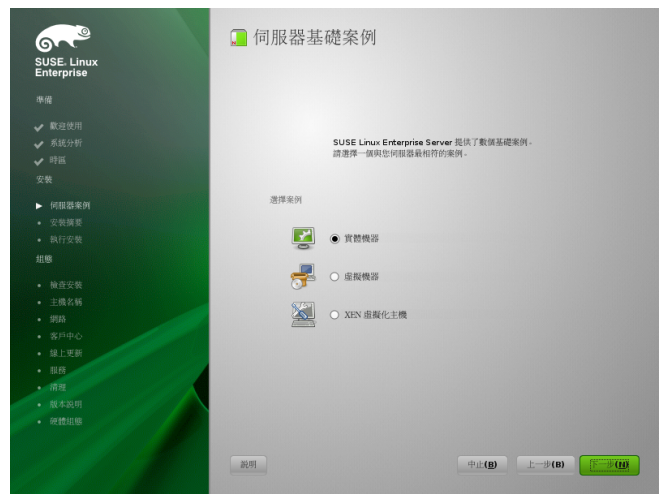 SUSE. Linux
Enterprise
準備
歡迎使用
系統分析
時區
安裝
伺服器案例
安裝摘要
執行安裝
組態
檢查安裝
主機名稱
網路
客戶中心
線上更新
服務
清理
版本說明
硬體組態
伺服器基礎案例
SUSE Linux Enterprise Server 提供了數個基礎案例。
請選擇一個與您伺服器最相符的案例。
選擇案例
實體機器
虛擬機器
XEN 虛擬化主機
說明
中止(B)
上一步(B)
下一步(N)